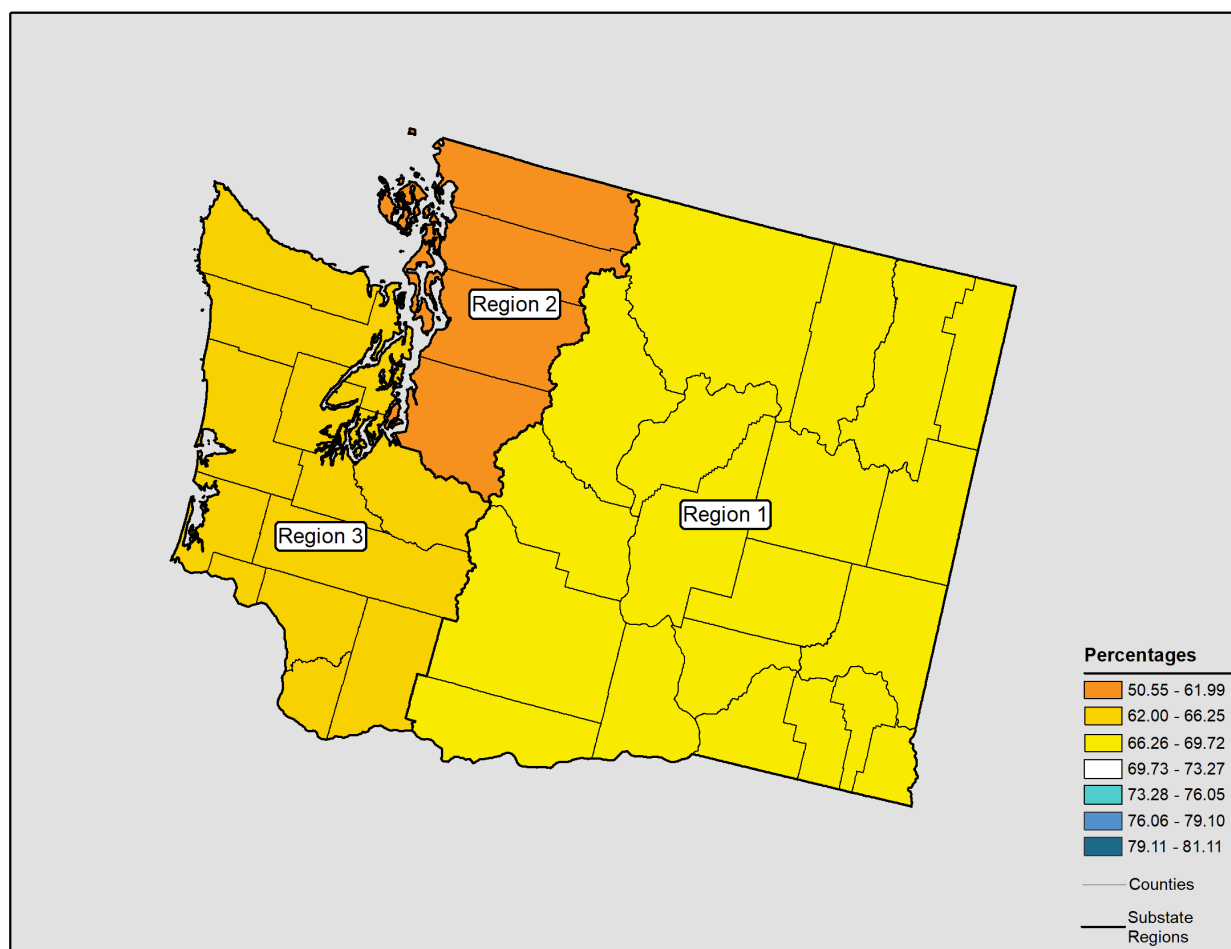 Region 2
Region 1
Region 3
Percentages
50.55 - 61.99
62.00 - 66.25
66.26 - 69.72
69.73 - 73.27
73.28 - 76.05
76.06 - 79.10
79.11 - 81.11
Counties
Substate
Regions